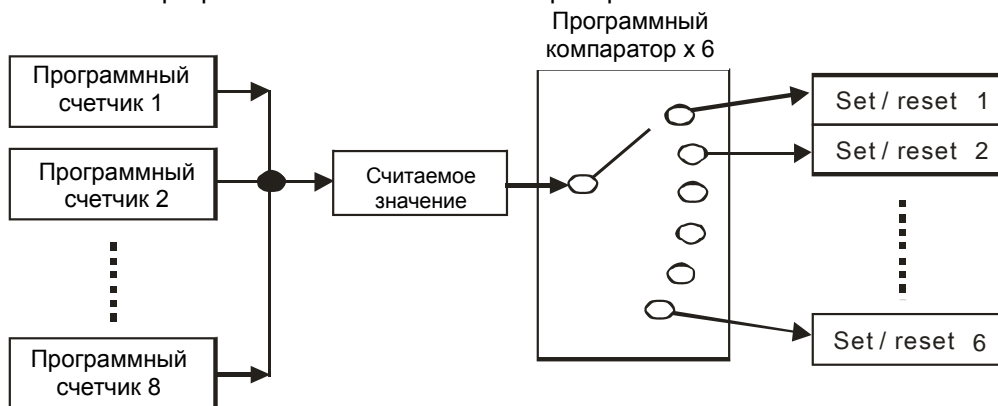 Программный
компаратор x 6
Программный
счетчик 1
Set / reset 1
Программный
счетчик 2
Считаемое
значение
Set / reset 2
Программный
счетчик 8
Set / reset 6